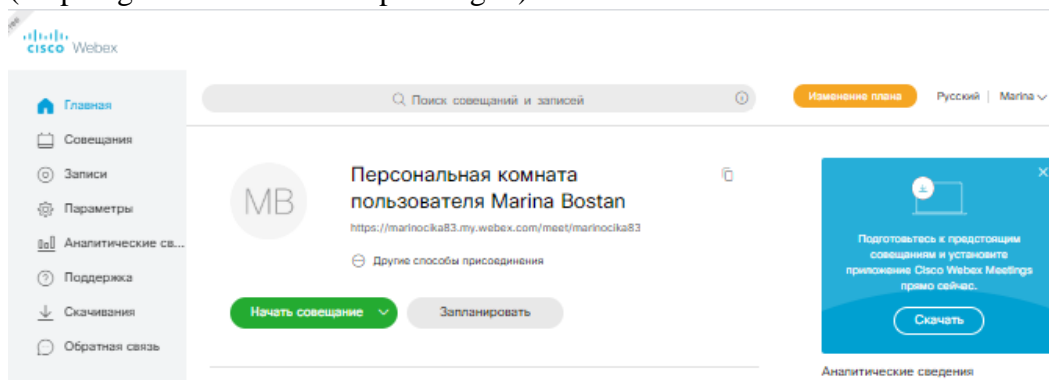 cisco Webex
Главная
Поиск совещаний и записей
Изменение плана
Русский | Marina
Совещания
Записи
Параметры
Аналитические св...
Поддержка
Скачивания
Обратная связь
MB
Персональная комната
пользователя Marina Bostan
https://marinocika83.my.webex.com/meet/marinocika83
Другие способы присоединения
Начать совещание
Запланировать
Подготовьтесь к предстоящим
совещаниям и установите
приложение Cisco Webex Meetings
прямо сейчас.
Скачать
Аналитические сведения